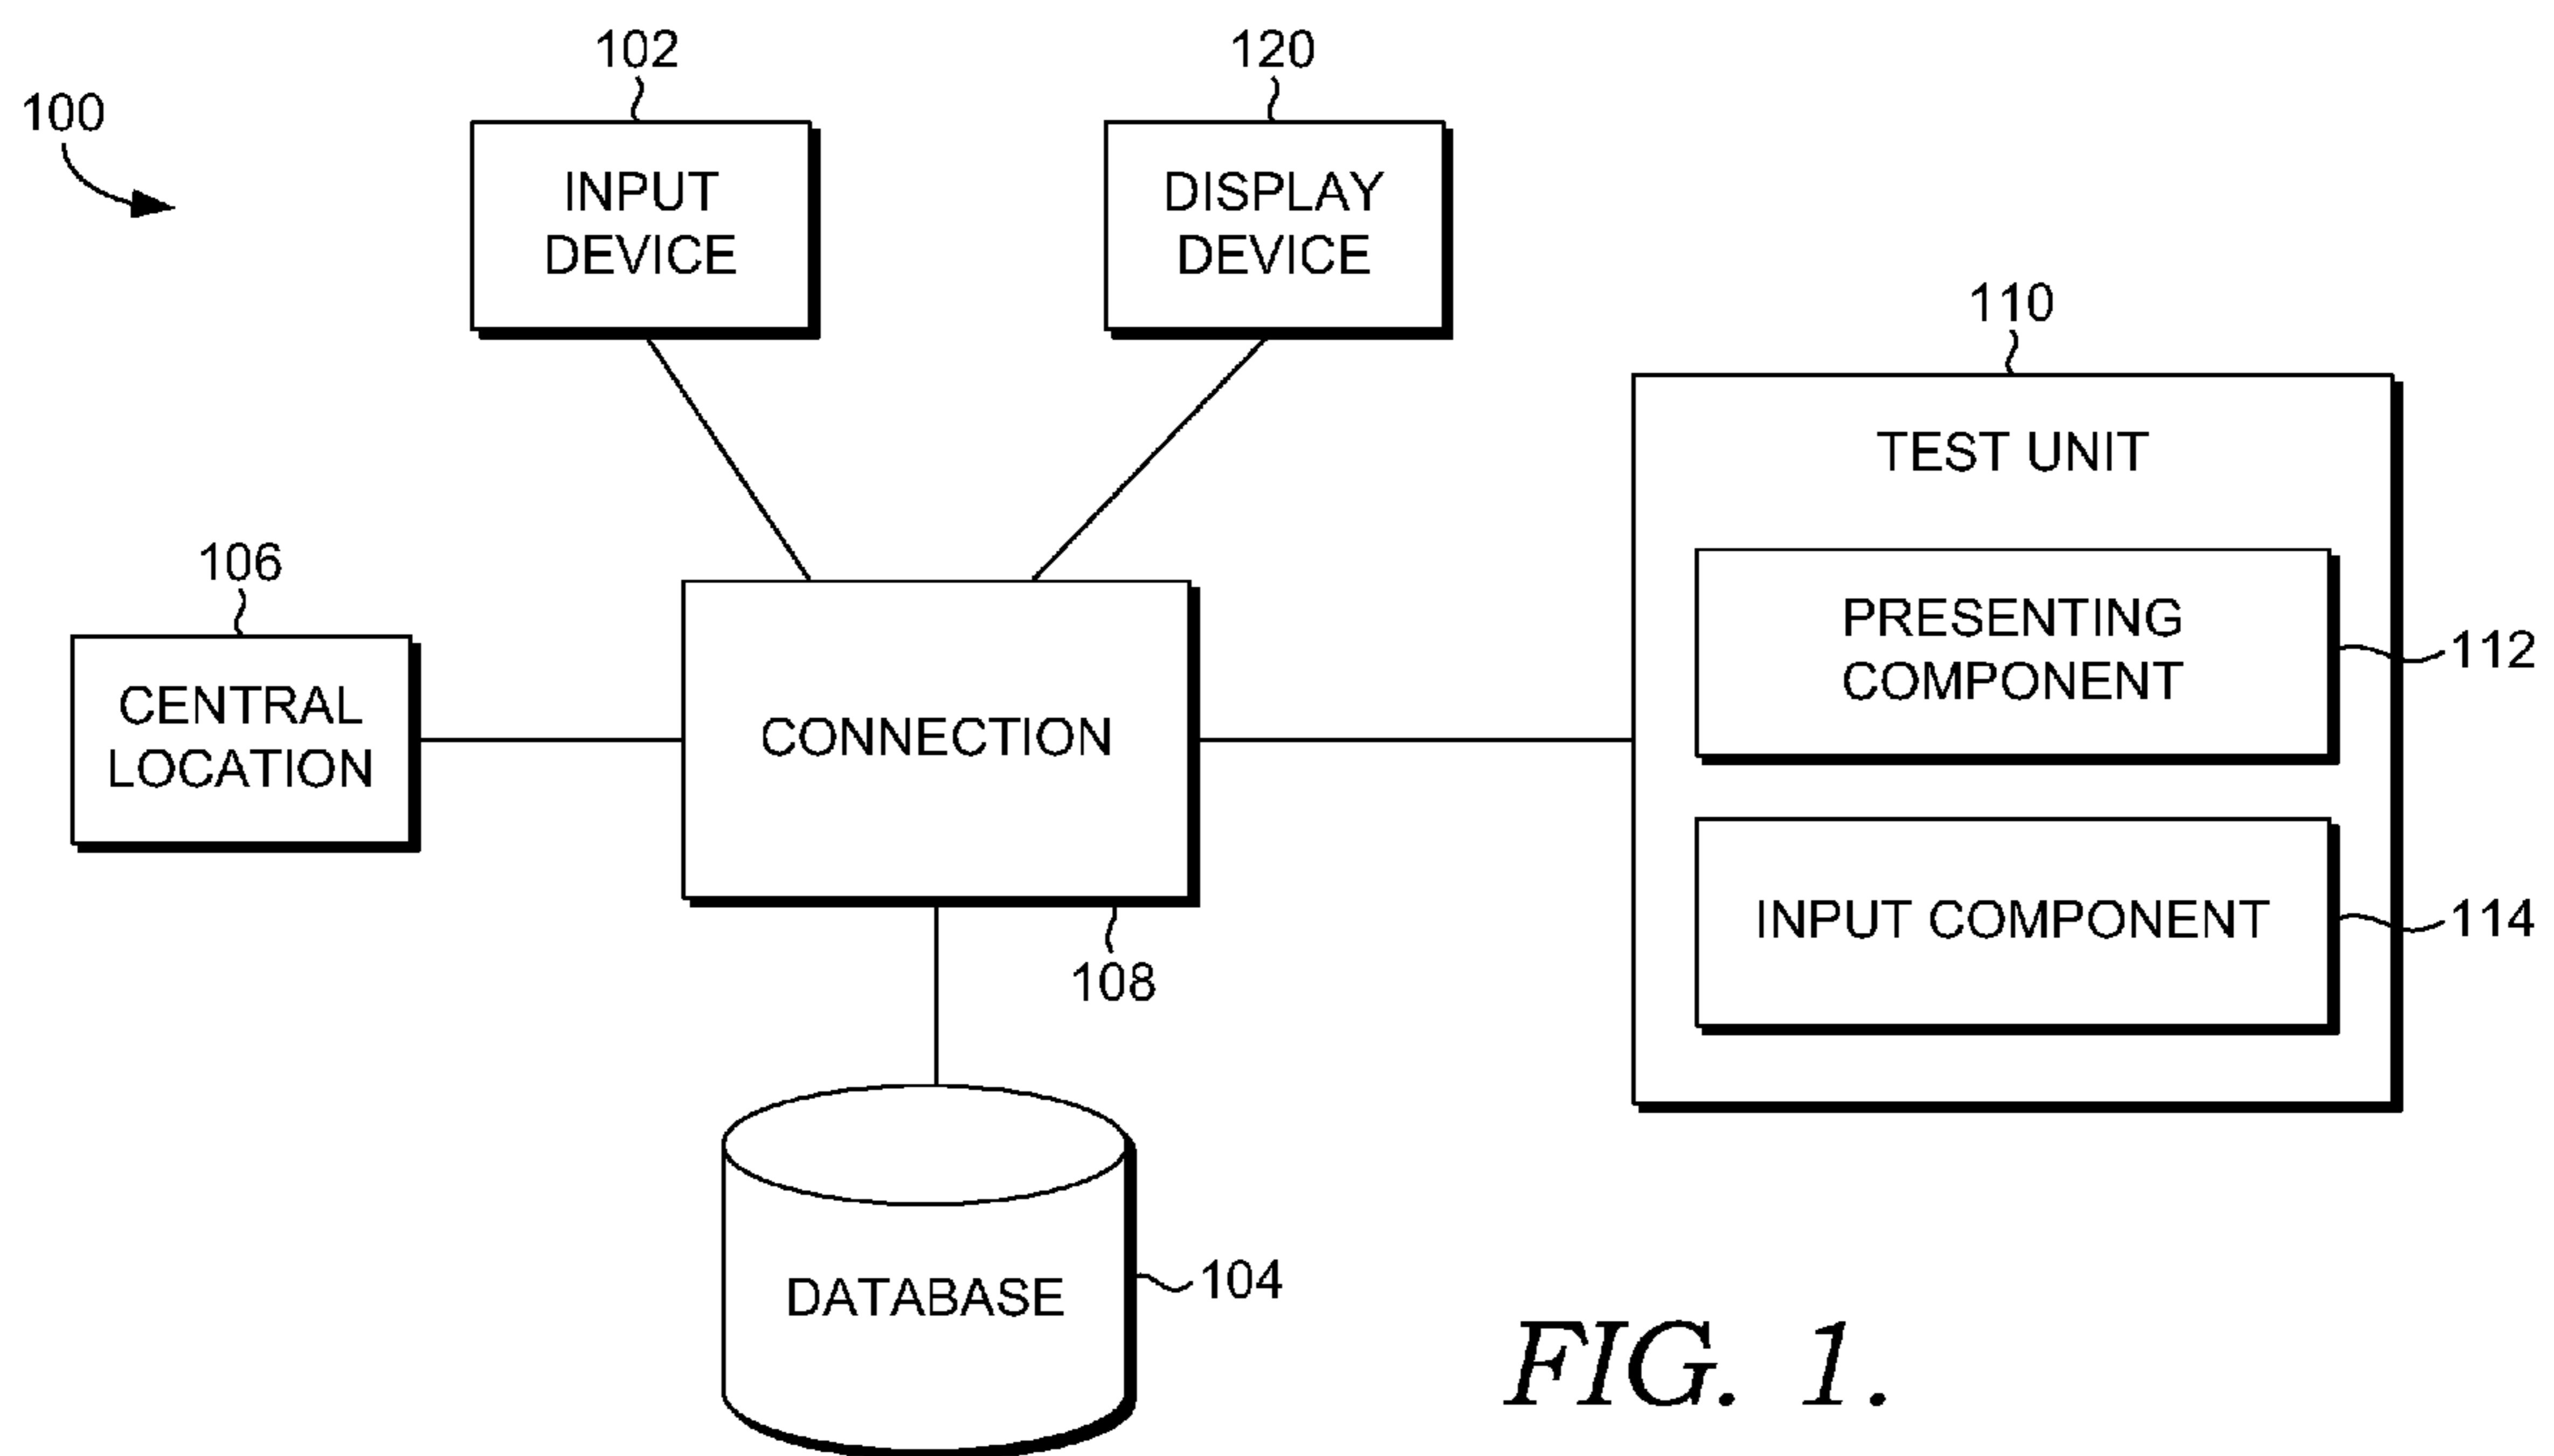 100
102
INPUT
DEVICE
120
DISPLAY
DEVICE
106
CENTRAL
LOCATION
CONNECTION
108
110
TEST UNIT
PRESENTING
COMPONENT
112
INPUT COMPONENT
114
DATABASE
104
FIG. 1.